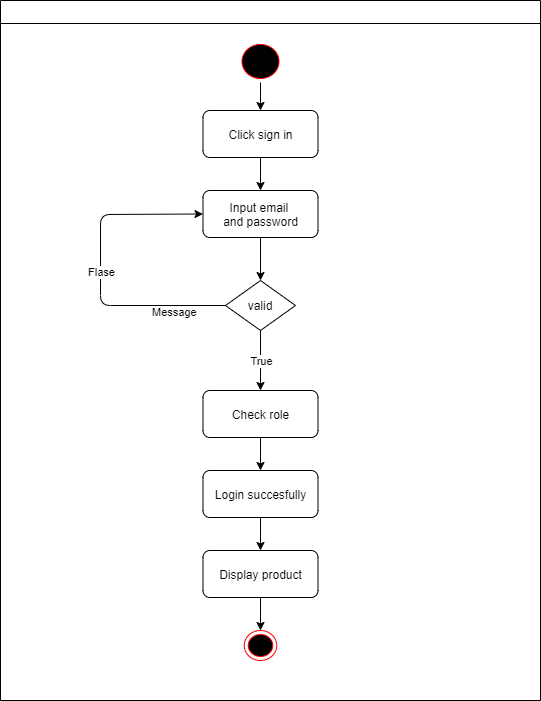 Click sign in
Input email
and password
Flase
valid
Message
True
Check role
Login succesfully
Display product